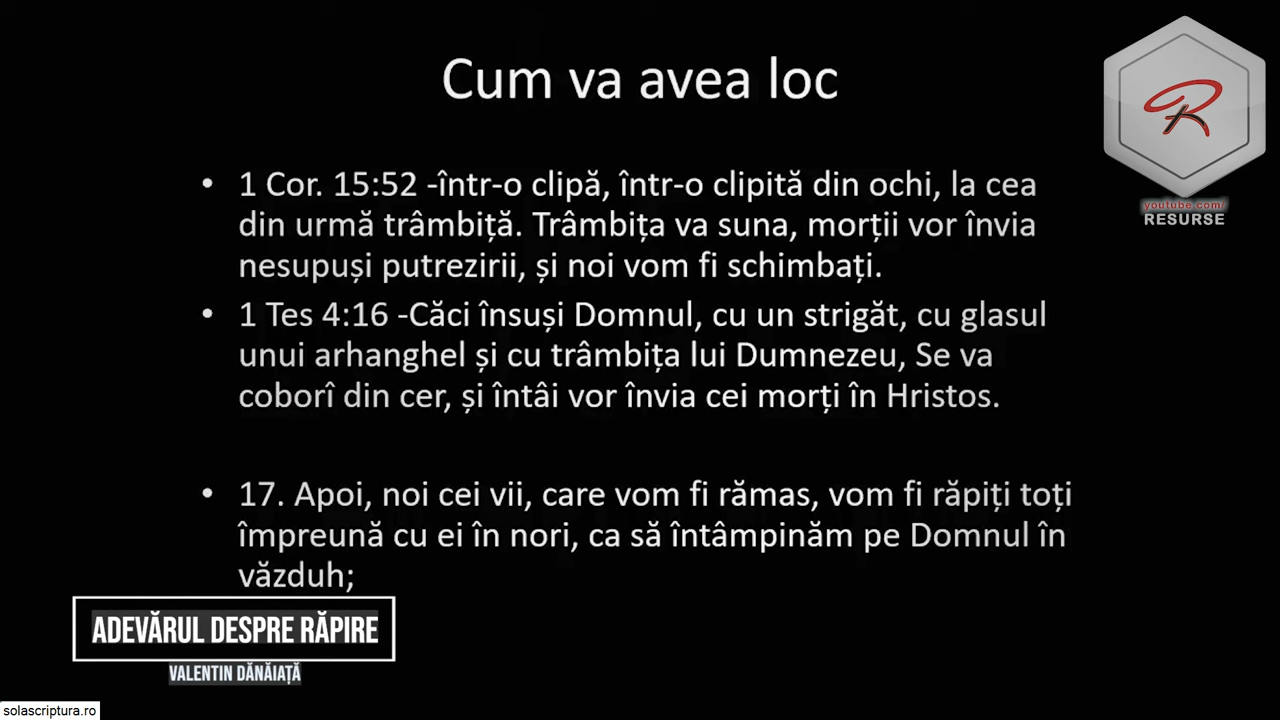 Cum va avea loc
youtube.com/
RESURSE
• 1 Cor. 15:52 -într-o clipă, într-o clipită din ochi, la cea
din urmă trâmbiță. Trâmbița va suna, morții vor învia
nesupuși putrezirii, și noi vom fi schimbați.
• 1 Tes 4:16 -Căci însuși Domnul, cu un strigăt, cu glasul
unui arhanghel și cu trâmbița lui Dumnezeu, Se va
coborî din cer, și întâi vor învia cei morți în Hristos.
• 17. Apoi, noi cei vii, care vom fi rămas, vom fi răpiți toți
împreună cu ei în nori, ca să întâmpinăm pe Domnul în
văzduh;
ADEVĂRUL DESPRE RĂPIRE
VALENTIN DĂNĂIAȚĂ
solascriptura.ro